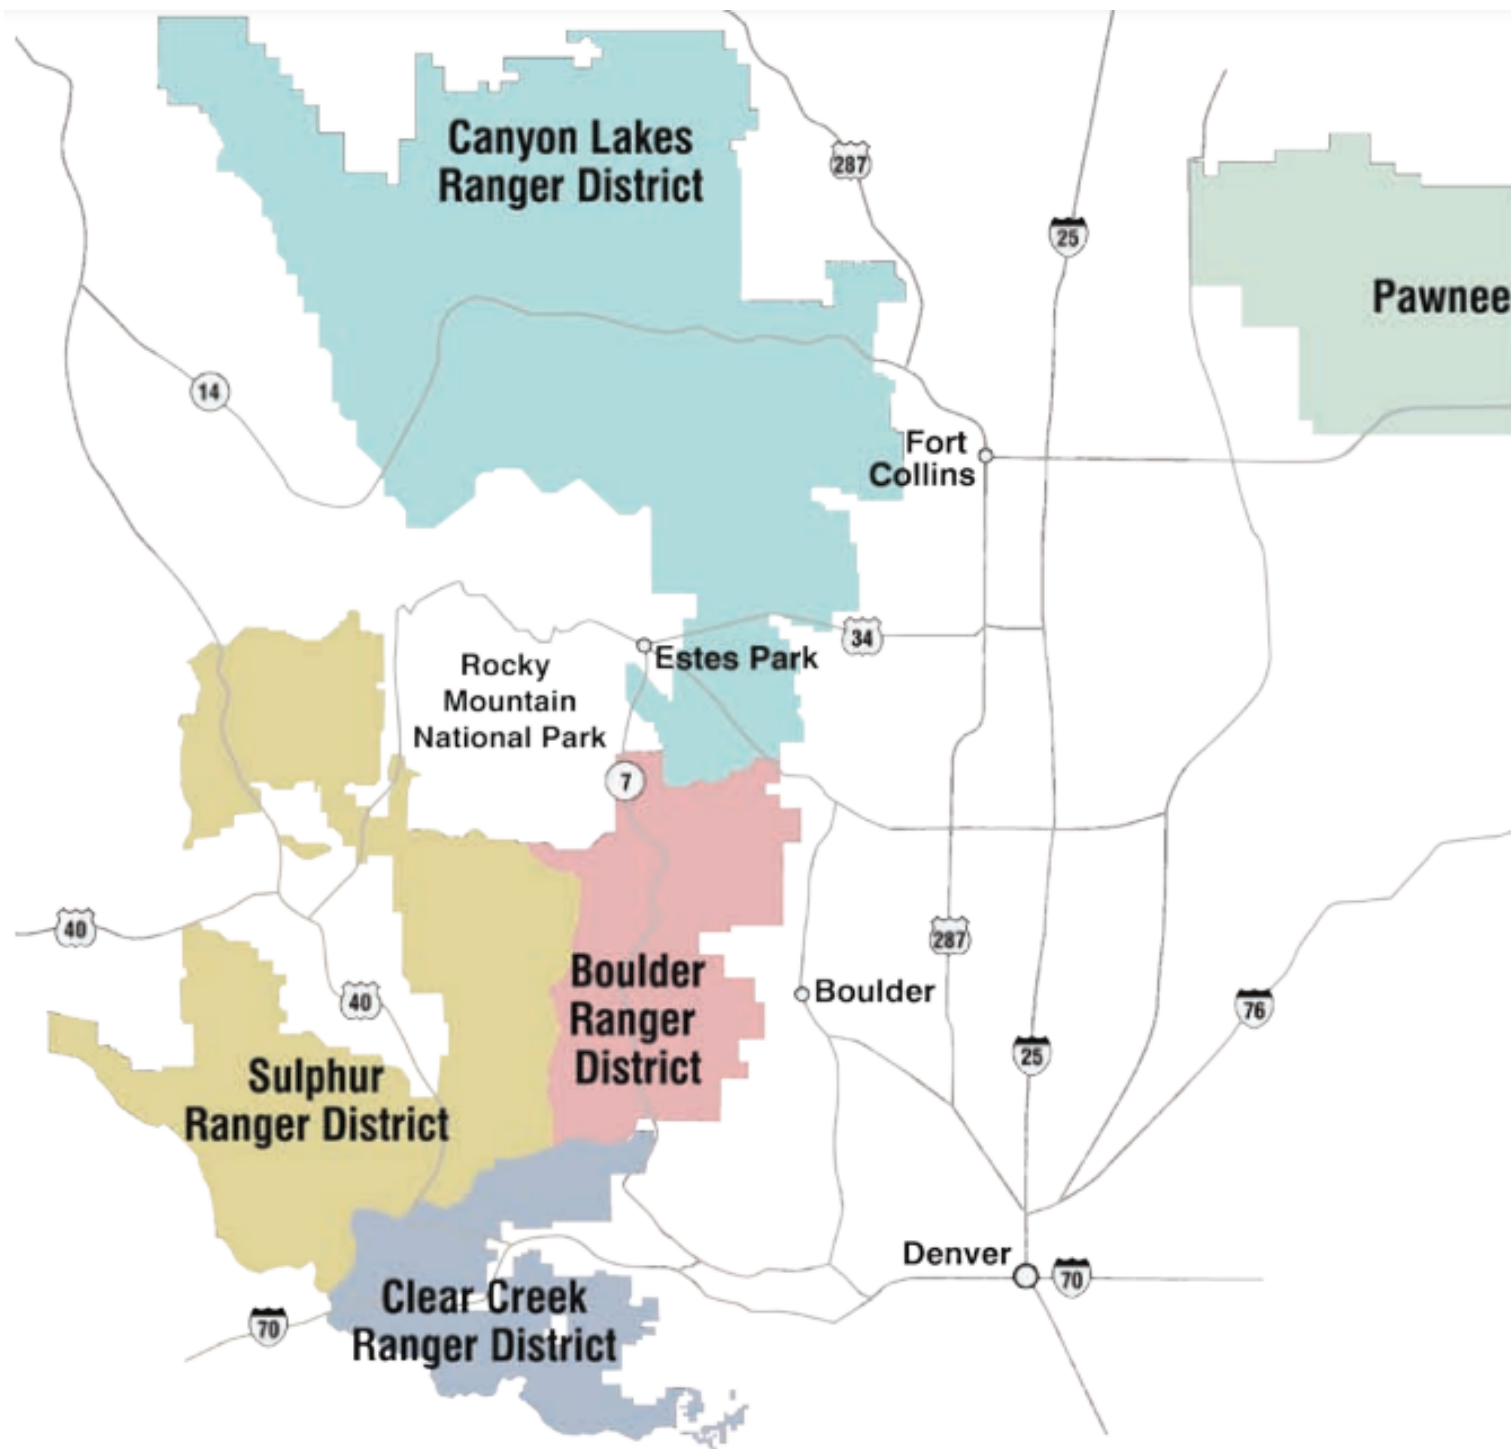 Canyon Lakes
Ranger District
287
25
Pawnee
14
Fort
Collins
34
Estes Park
Rocky
Mountain
National Park
7
40
287
Boulder
Ranger
District
Boulder
40
76
25
Sulphur
Ranger District
Denver
70
Clear Creek
Ranger District
70